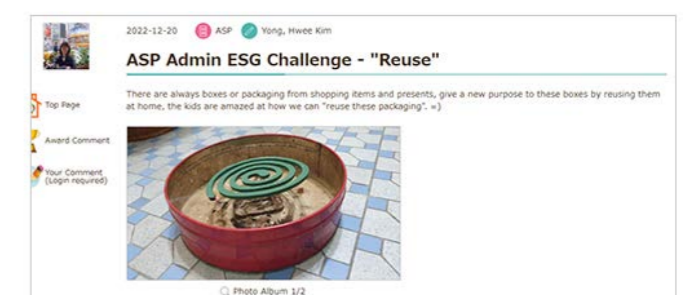 2022-12-20 ASP Yong, Hwee Kim
ASP Admin ESG Challenge - "Reuse"
There are always boxes or packaging from shopping items and presents, give a new purpose to these boxes by reusing them
at home, the kids are amazed at how we can "reuse these packaging". =)
Top Page
Award Comment
Your Comment
(Login required)
Photo Album 1/2